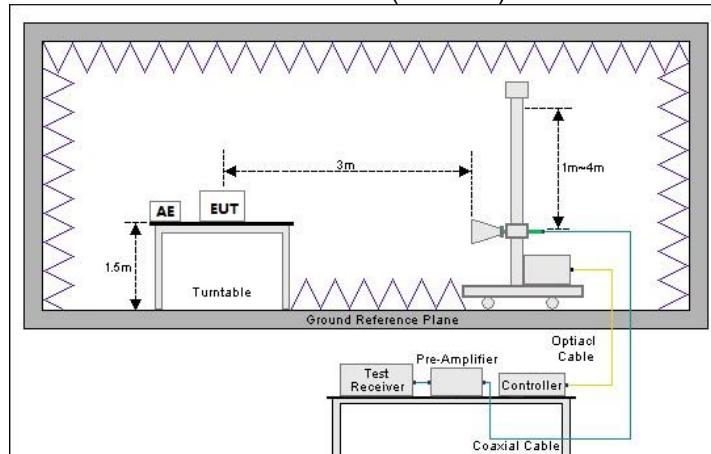 3m
1m~4m
AE
EUT
1.5m
Turntable
Ground Reference Plane
Optiacl
Cable
Pre-Amplifier
Test
Receiver
Controller
Coaxial Cable